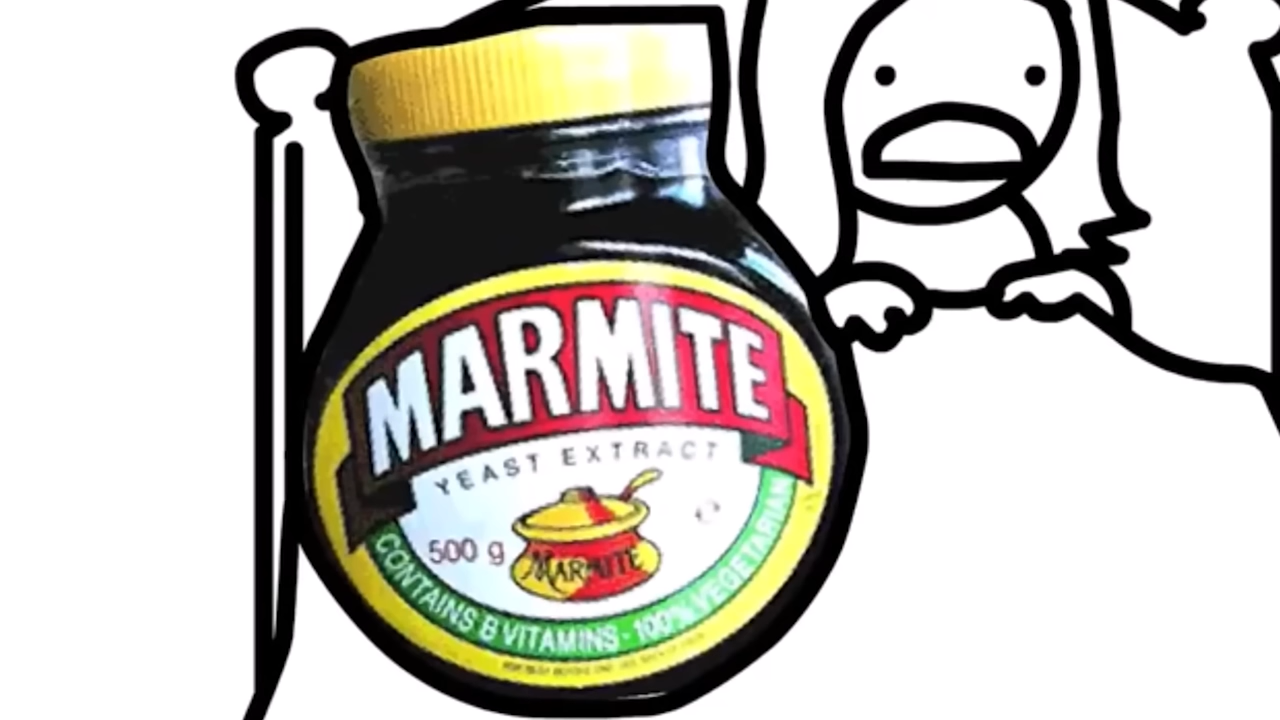 MARMITE
YEAST EXTRACT
500 g
MARMITE
CONTAINS B VITAMINS · 100% VEGETARIAN